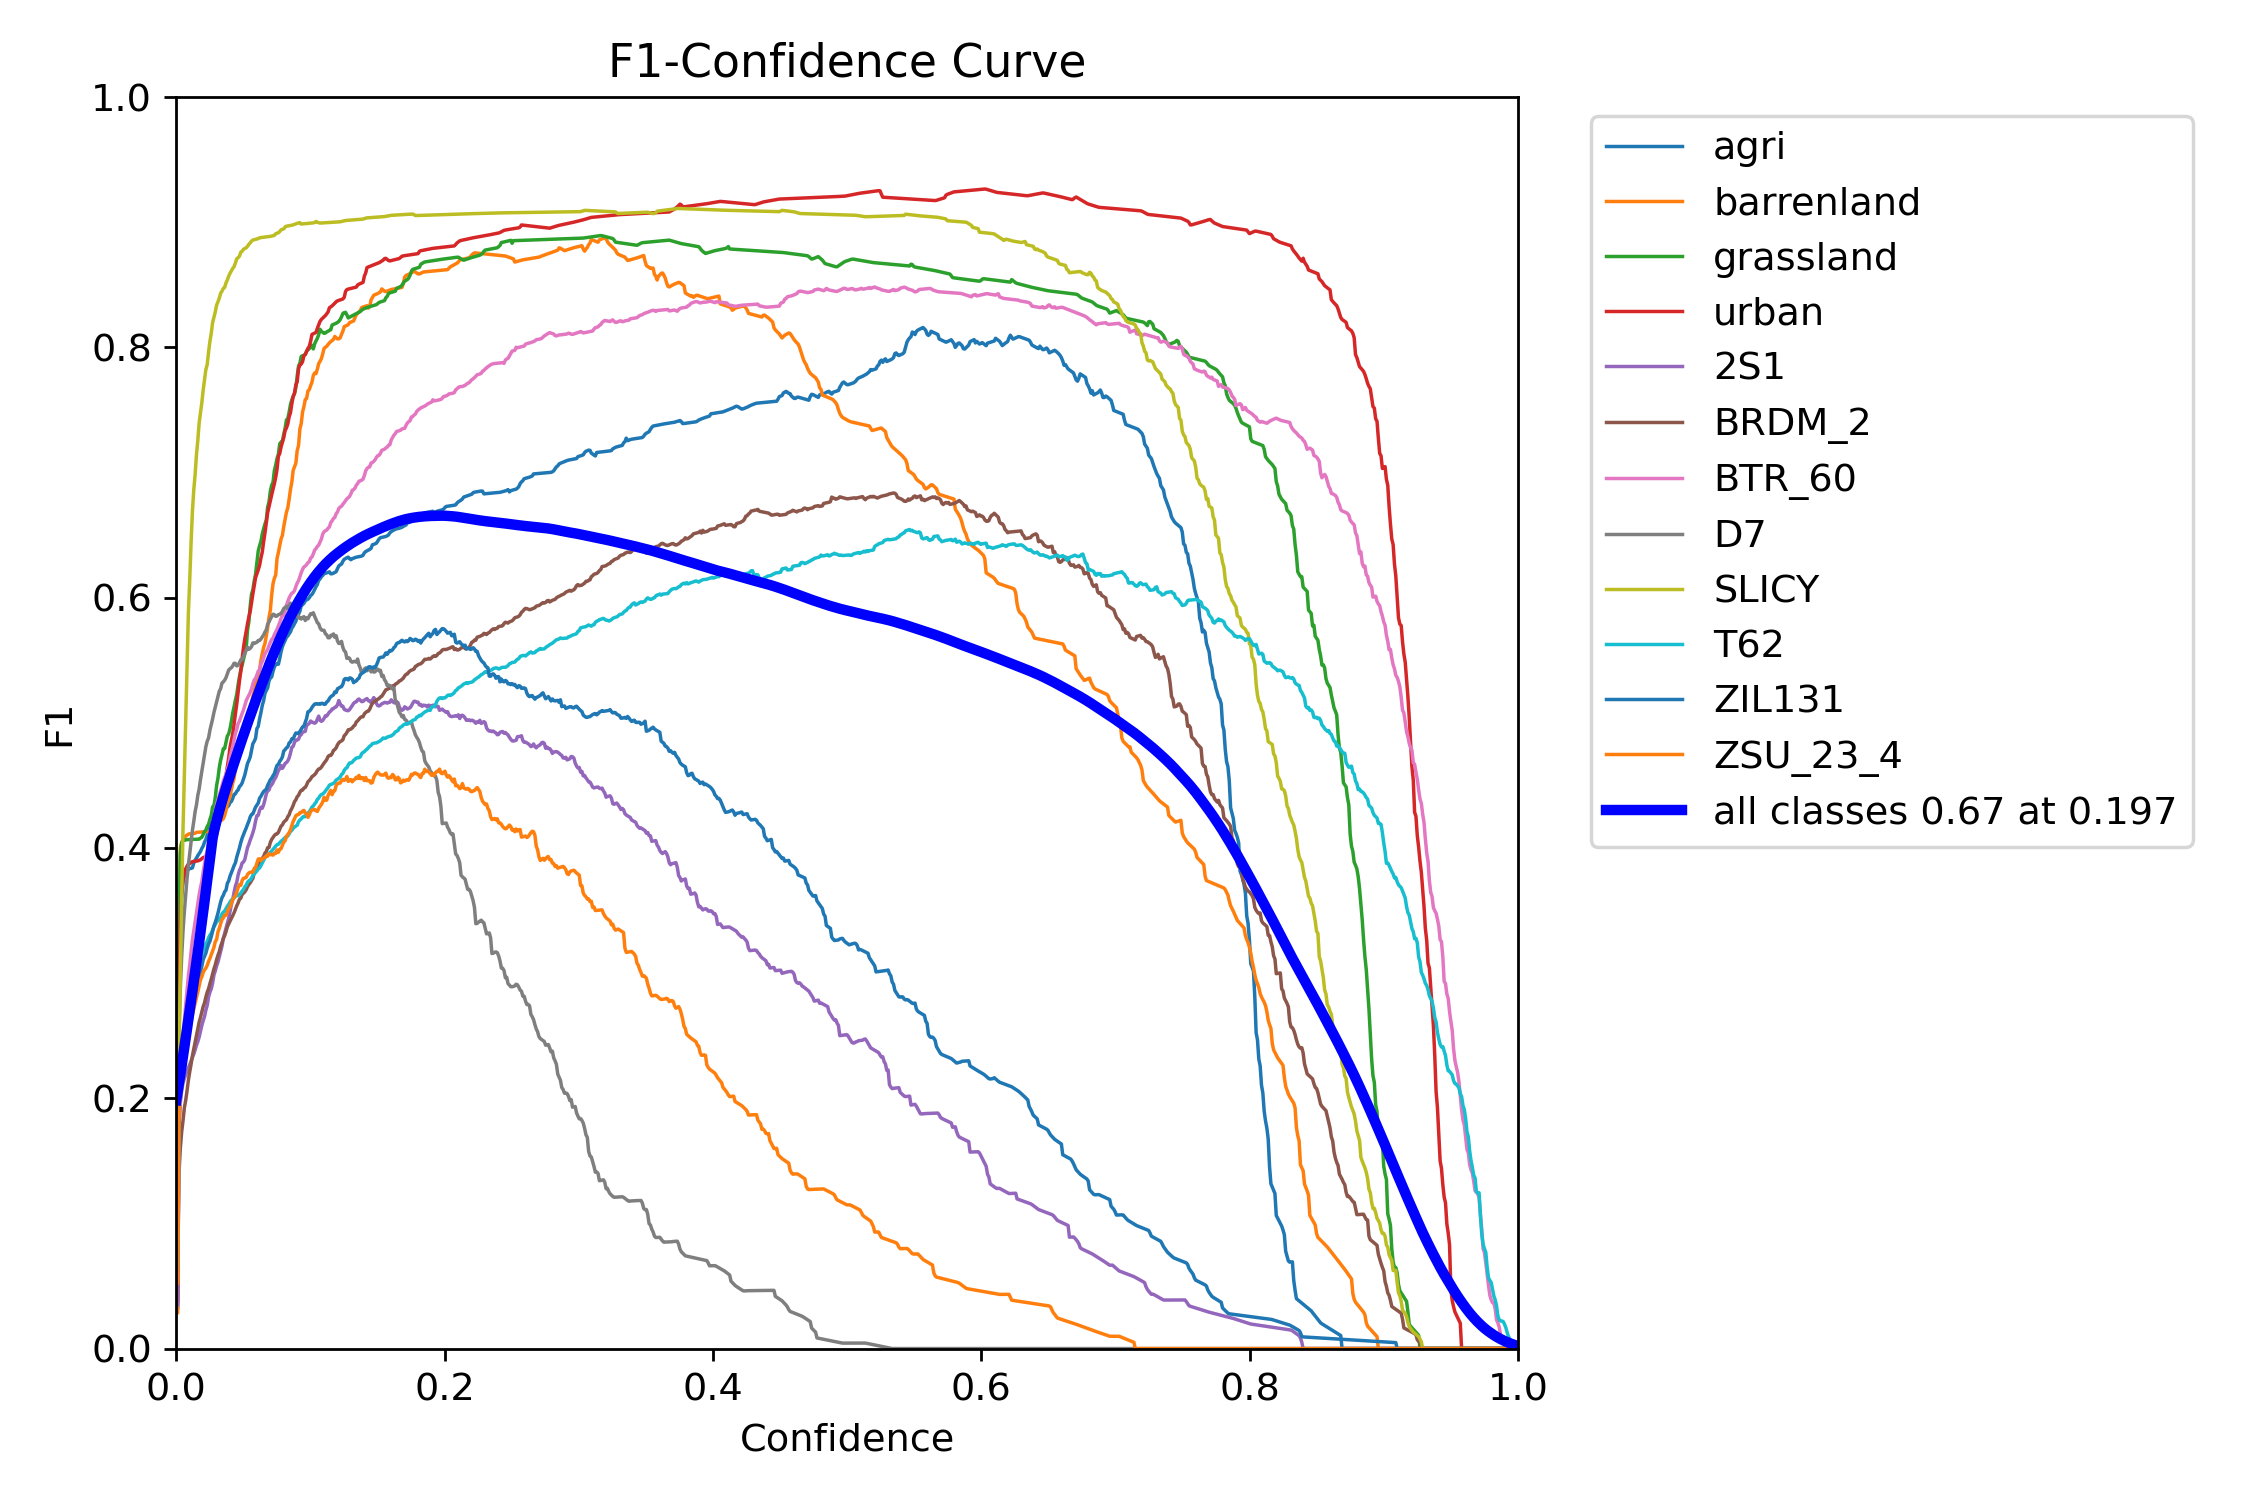 F1-Confidence Curve
1.0
0.8
0.6
0.4
0.2
0.0
F1
0.0 0.2 0.4 0.6 0.8 1.0
Confidence
agri
barrenland
grassland
urban
2S1
BRDM_2
BTR_60
D7
SLICY
T62
ZIL131
ZSU_23_4
all classes 0.67 at 0.197